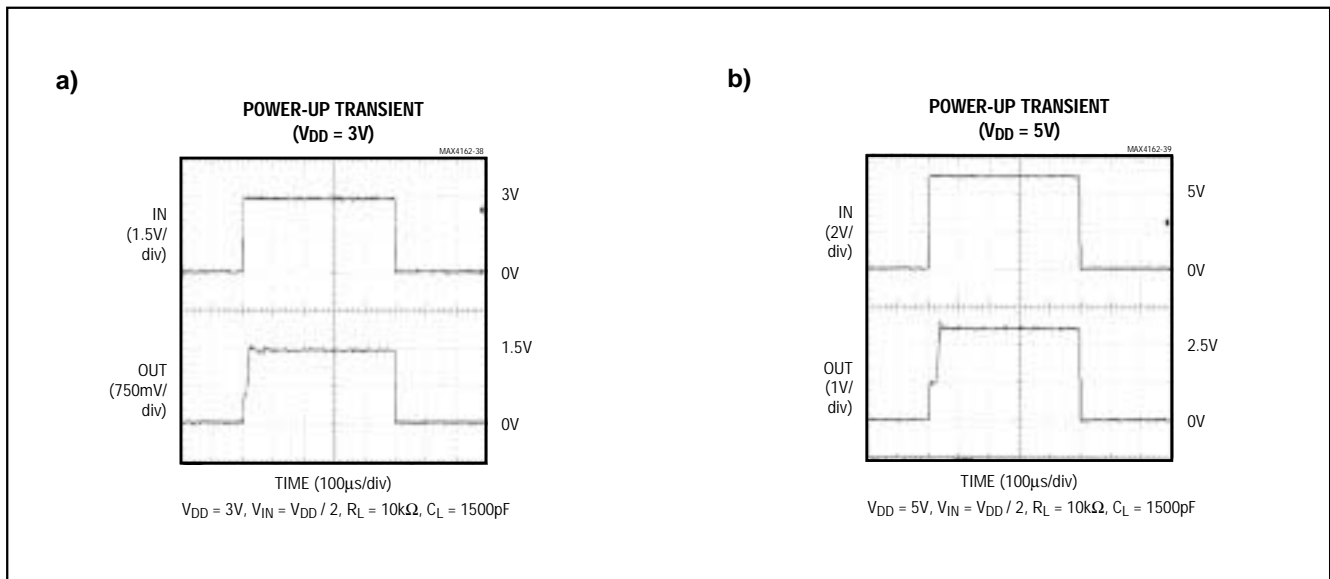 a)
POWER-UP TRANSIENT
(VDD = 3V)
MAX4162-38
IN
(1.5V/
div)
3V
0V
OUT
(750mV/
div)
1.5V
0V
TIME (100µs/div)
VDD = 3V, VIN = VDD / 2, RL = 10kΩ, CL = 1500pF
b)
POWER-UP TRANSIENT
(VDD = 5V)
MAX4162-39
IN
(2V/
div)
5V
0V
OUT
(1V/
div)
2.5V
0V
TIME (100µs/div)
VDD = 5V, VIN = VDD / 2, RL = 10kΩ, CL = 1500pF